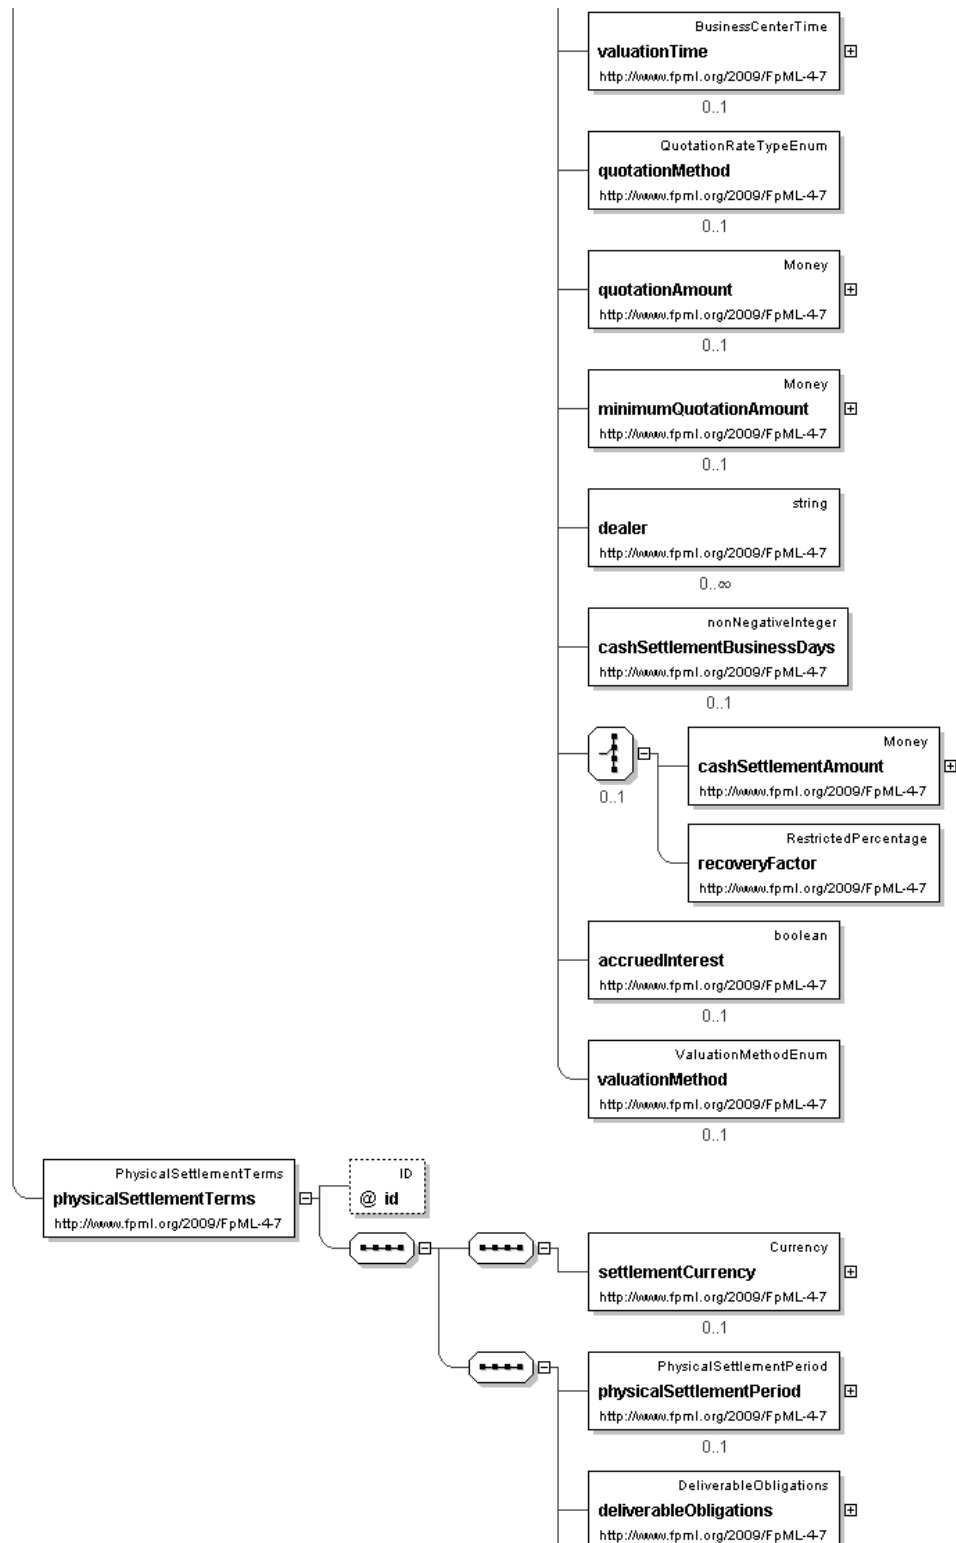 BusinessCenterTime
valuationTime
http://www.fpml.org/2009/FpML-4-7
0..1
QuotationRateTypeEnum
quotationMethod
http://www.fpml.org/2009/FpML-4-7
0..1
Money
quotationAmount
http://www.fpml.org/2009/FpML-4-7
0..1
Money
minimumQuotationAmount
http://www.fpml.org/2009/FpML-4-7
0..1
string
dealer
http://www.fpml.org/2009/FpML-4-7
0..∞
nonNegativeInteger
cashSettlementBusinessDays
http://www.fpml.org/2009/FpML-4-7
0..1
0..1
Money
cashSettlementAmount
http://www.fpml.org/2009/FpML-4-7
RestrictedPercentage
recoveryFactor
http://www.fpml.org/2009/FpML-4-7
boolean
accruedInterest
http://www.fpml.org/2009/FpML-4-7
0..1
ValuationMethodEnum
valuationMethod
http://www.fpml.org/2009/FpML-4-7
0..1
PhysicalSettlementTerms
physicalSettlementTerms
http://www.fpml.org/2009/FpML-4-7
ID
@ id
Currency
settlementCurrency
http://www.fpml.org/2009/FpML-4-7
0..1
PhysicalSettlementPeriod
physicalSettlementPeriod
http://www.fpml.org/2009/FpML-4-7
0..1
DeliverableObligations
deliverableObligations
http://www.fpml.org/2009/FpML-4-7